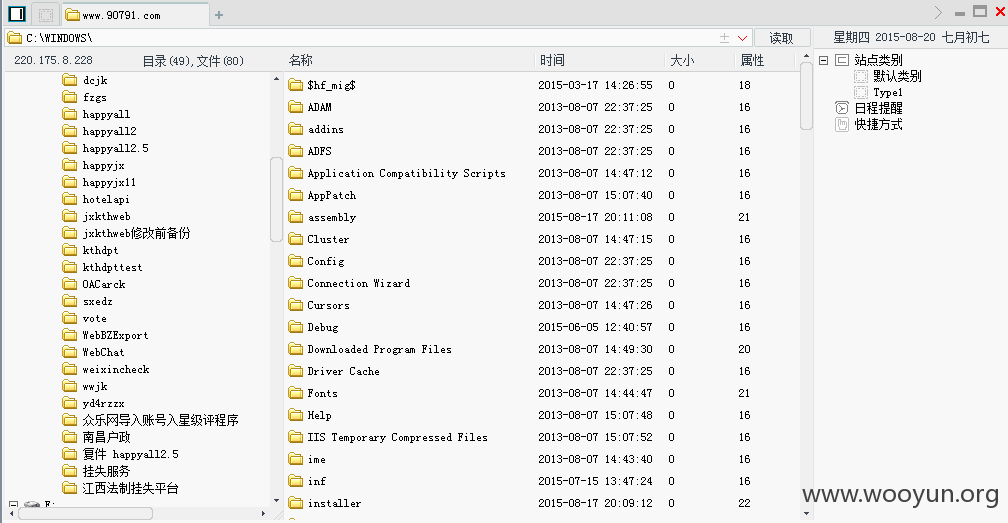 www.90791.com
C:\WINDOWS\
读取
星期四 2015-08-20 七月初七
220.175.8.228
目录(49),文件(80)
名称 时间 大小 属性
dcjk
fzgs
happyall
happyall2
happyall2.5
happyjx
happyjx11
hotelapi
jxkthweb
jxkthweb修改前备份
kthdpt
kthdpttest
OACarck
sxedz
vote
WebBZExport
WebChat
weixincheck
wwjk
yd4rzzx
众乐网导入账号入星级评程序
南昌户政
复件 happyall2.5
挂失服务
江西法制挂失平台
E:
$hf_mig$ 2015-03-17 14:26:55 0 18
ADAM 2013-08-07 22:37:25 0 16
addins 2013-08-07 22:37:25 0 16
ADFS 2013-08-07 22:37:25 0 16
Application Compatibility Scripts 2013-08-07 14:47:12 0 16
AppPatch 2013-08-07 15:07:40 0 16
assembly 2015-08-17 20:11:08 0 21
Cluster 2013-08-07 14:47:15 0 16
Config 2013-08-07 22:37:25 0 16
Connection Wizard 2013-08-07 22:37:25 0 16
Cursors 2013-08-07 14:47:26 0 16
Debug 2015-06-05 12:40:57 0 16
Downloaded Program Files 2013-08-07 14:49:30 0 20
Driver Cache 2013-08-07 22:37:25 0 16
Fonts 2013-08-07 14:44:47 0 21
Help 2013-08-07 15:07:48 0 16
IIS Temporary Compressed Files 2013-08-07 15:07:52 0 16
ime 2013-08-07 14:43:40 0 16
inf 2015-07-15 13:47:24 0 16
installer 2015-08-17 20:09:12 0 22
站点类别
默认类别
Type1
日程提醒
快捷方式
www.wooyun.org